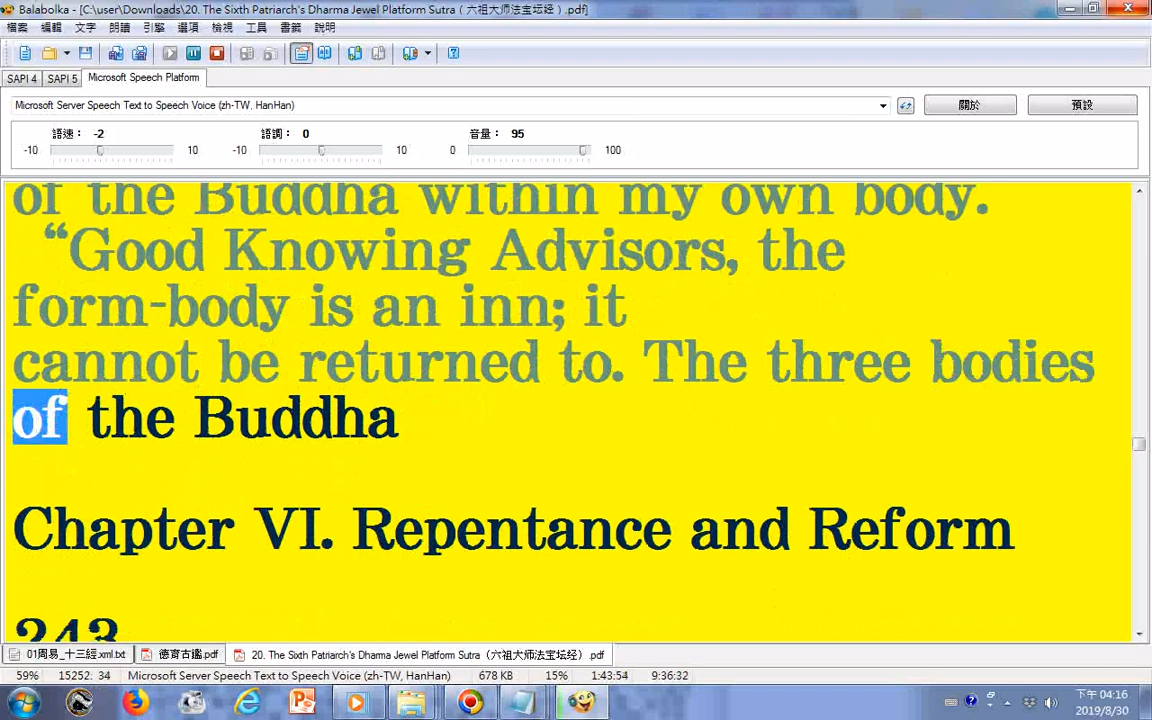 Balabolka - [C:\user\Downloads\20. The Sixth Patriarch's Dharma Jewel Platform Sutra（六祖大师法宝坛经）.pdf]
檔案 編輯 文字 朗讀 引擎 選項 檢視 工具 書籤 說明
SAPI 4 SAPI 5 Microsoft Speech Platform
Microsoft Server Speech Text to Speech Voice (zh-TW, HanHan) 關於 預設
語速： -2 語調： 0 音量： 95
-10 10 -10 10 0 100
of the Buddha within my own body.
“Good Knowing Advisors, the
form-body is an inn; it
cannot be returned to. The three bodies
of the Buddha
Chapter VI. Repentance and Reform
243
01周易_十三經.xml.txt 德育古鑑.pdf 20. The Sixth Patriarch's Dharma Jewel Platform Sutra（六祖大师法宝坛经）.pdf
59% 15252: 34 Microsoft Server Speech Text to Speech Voice (zh-TW, HanHan) 678 KB 15% 1:43:54 9:36:32
下午 04:16
2019/8/30